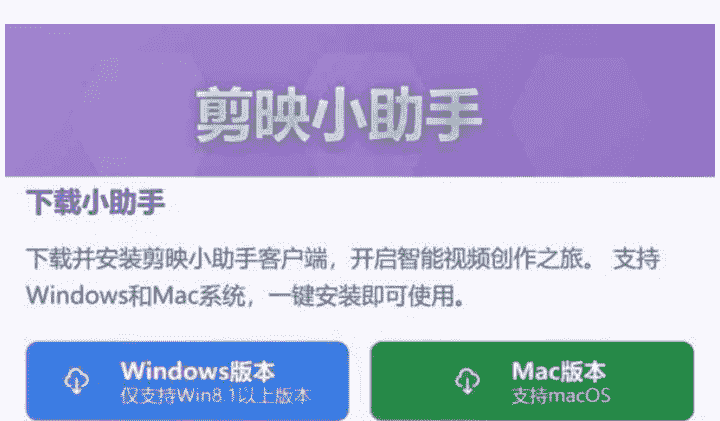 剪映小助手
下载小助手
下载并安装剪映小助手客户端，开启智能视频创作之旅。 支持
Windows和Mac系统，一键安装即可使用。
Windows版本
仅支持Win8.1以上版本
Mac版本
支持macOS